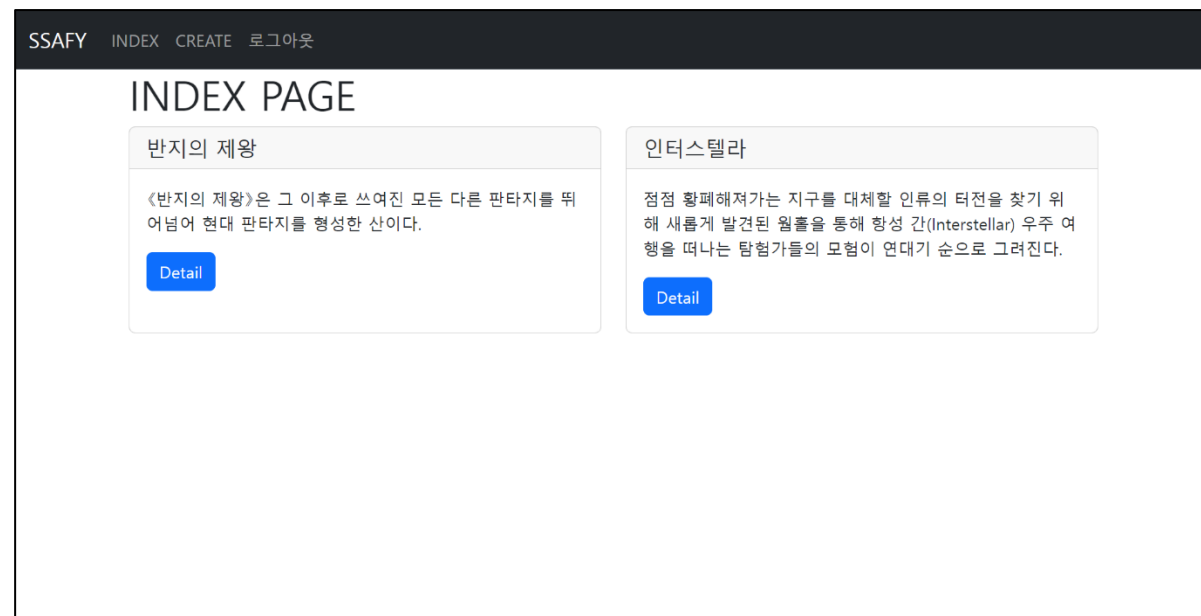 SSAFY INDEX CREATE 로그아웃
INDEX PAGE
반지의 제왕
《반지의 제왕》은 그 이후로 쓰여진 모든 다른 판타지를 뛰
어넘어 현대 판타지를 형성한 산이다.
Detail
인터스텔라
점점 황폐해져가는 지구를 대체할 인류의 터전을 찾기 위
해 새롭게 발견된 웜홀을 통해 항성 간(Interstellar) 우주 여
행을 떠나는 탐험가들의 모험이 연대기 순으로 그려진다.
Detail